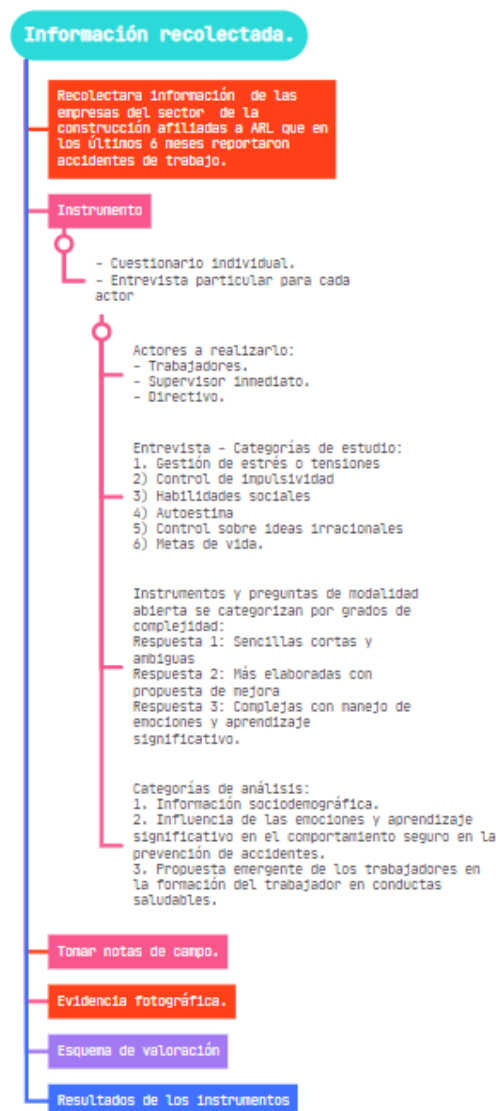 Información recolectada.
Recolectara información de las
empresas del sector de la
construcción afiliadas a ARL que en
los últimos 6 meses reportaron
accidentes de trabajo.
Instrumento
- Cuestionario individual.
- Entrevista particular para cada
actor
Actores a realizarlo:
- Trabajadores.
- Supervisor inmediato.
- Directivo.
Entrevista - Categorías de estudio:
1. Gestión de estrés o tensiones
2) Control de impulsividad
3) Habilidades sociales
4) Autoestima
5) Control sobre ideas irracionales
6) Metas de vida.
Instrumentos y preguntas de modalidad
abierta se categorizan por grados de
complejidad:
Respuesta 1: Sencillas cortas y
ambiguas
Respuesta 2: Más elaboradas con
propuesta de mejora
Respuesta 3: Complejas con manejo de
emociones y aprendizaje
significativo.
Categorías de análisis:
1. Información sociodemográfica.
2. Influencia de las emociones y aprendizaje
significativo en el comportamiento seguro en la
prevención de accidentes.
3. Propuesta emergente de los trabajadores en
la formación del trabajador en conductas
saludables.
Tomar notas de campo.
Evidencia fotográfica.
Esquema de valoración
Resultados de los instrumentos